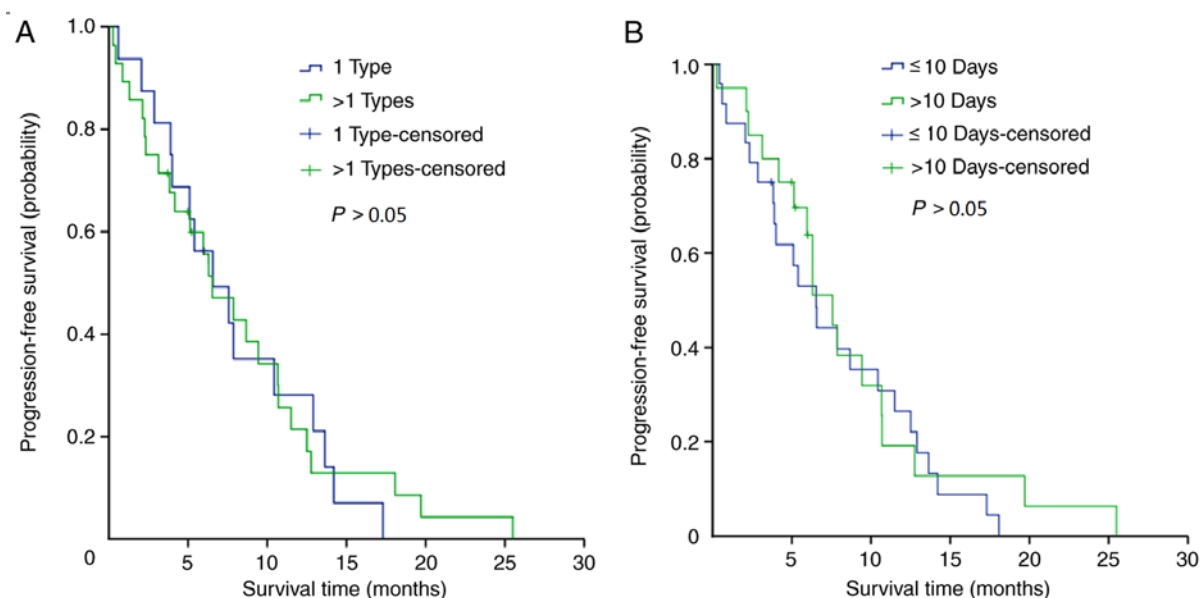 A
1.0
0.8
0.6
0.4
0.2
0
5
10
15
20
25
30
Progression-free survival (probability)
Survival time (months)
1 Type
>1 Types
1 Type-censored
>1 Types-censored
P > 0.05
B
1.0
0.8
0.6
0.4
0.2
0
5
10
15
20
25
30
Progression-free survival (probability)
Survival time (months)
≤ 10 Days
>10 Days
≤ 10 Days-censored
>10 Days-censored
P > 0.05